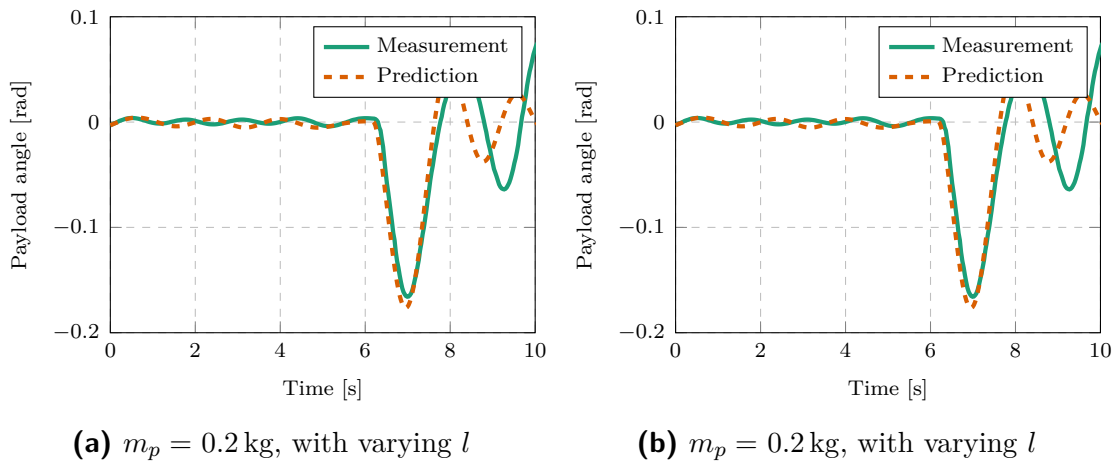 0.1
0
−0.1
−0.2
0
2
4
6
8
10
Payload angle [rad]
Time [s]
Measurement
Prediction
(a) m_p = 0.2 kg, with varying l
0.1
0
−0.1
−0.2
0
2
4
6
8
10
Payload angle [rad]
Time [s]
Measurement
Prediction
(b) m_p = 0.2 kg, with varying l